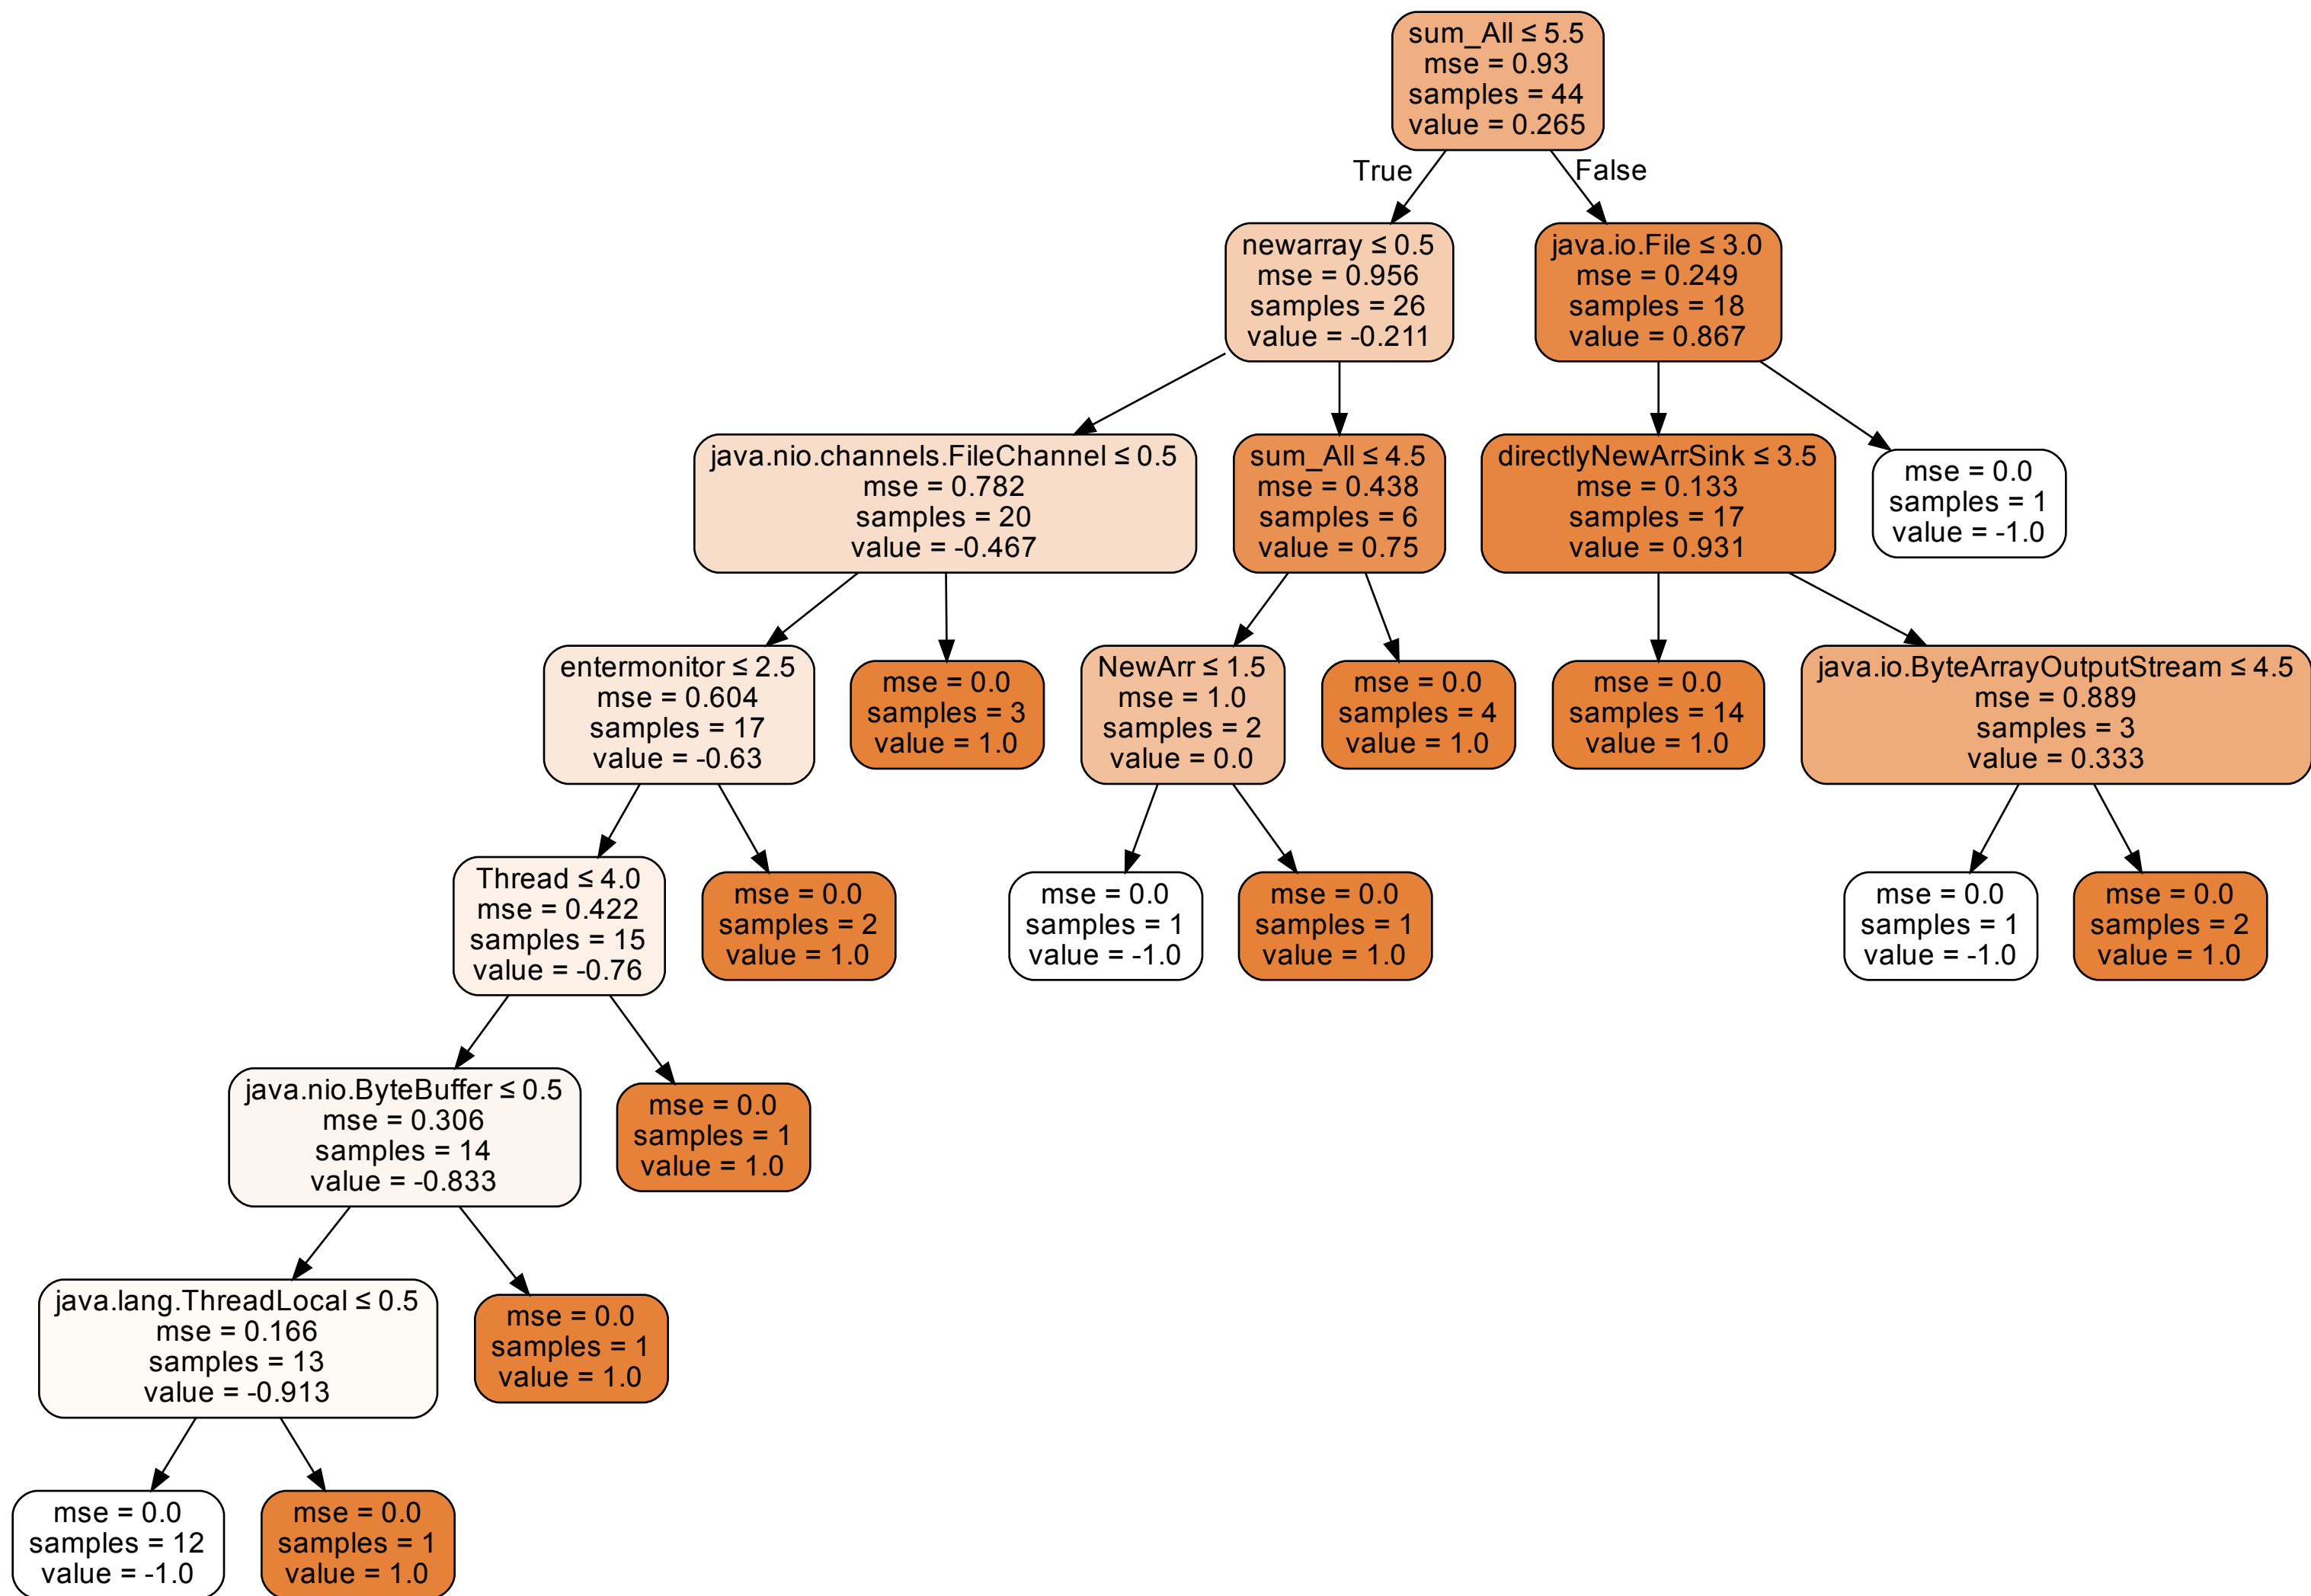 sum_All ≤ 5.5
mse = 0.93
samples = 44
value = 0.265
True
False
newarray ≤ 0.5
mse = 0.956
samples = 26
value = -0.211
java.io.File ≤ 3.0
mse = 0.249
samples = 18
value = 0.867
java.nio.channels.FileChannel ≤ 0.5
mse = 0.782
samples = 20
value = -0.467
sum_All ≤ 4.5
mse = 0.438
samples = 6
value = 0.75
directlyNewArrSink ≤ 3.5
mse = 0.133
samples = 17
value = 0.931
mse = 0.0
samples = 1
value = -1.0
entermonitor ≤ 2.5
mse = 0.604
samples = 17
value = -0.63
mse = 0.0
samples = 3
value = 1.0
NewArr ≤ 1.5
mse = 1.0
samples = 2
value = 0.0
mse = 0.0
samples = 4
value = 1.0
mse = 0.0
samples = 14
value = 1.0
java.io.ByteArrayOutputStream ≤ 4.5
mse = 0.889
samples = 3
value = 0.333
Thread ≤ 4.0
mse = 0.422
samples = 15
value = -0.76
mse = 0.0
samples = 2
value = 1.0
mse = 0.0
samples = 1
value = -1.0
mse = 0.0
samples = 1
value = 1.0
mse = 0.0
samples = 1
value = -1.0
mse = 0.0
samples = 2
value = 1.0
java.nio.ByteBuffer ≤ 0.5
mse = 0.306
samples = 14
value = -0.833
mse = 0.0
samples = 1
value = 1.0
java.lang.ThreadLocal ≤ 0.5
mse = 0.166
samples = 13
value = -0.913
mse = 0.0
samples = 1
value = 1.0
mse = 0.0
samples = 12
value = -1.0
mse = 0.0
samples = 1
value = 1.0